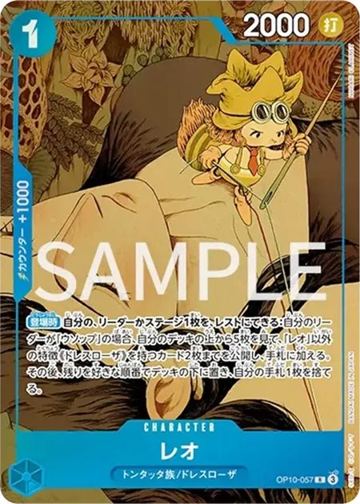 1
2000
打
カウンター +1000
SAMPLE
登場時 自分の、リーダーかステージ1枚を、レストにできる:自分のリー
ダーが「ウソップ」の場合、自分のデッキの上から5枚を見て、「レオ」以外
の特徴《ドレスローザ》を持つカード2枚までを公開し、手札に加える。
その後、残りを好きな順番でデッキの下に置き、自分の手札1枚を捨て
る。
CHARACTER
レオ
トンタッタ族/ドレスローザ
OP10-057 R 3